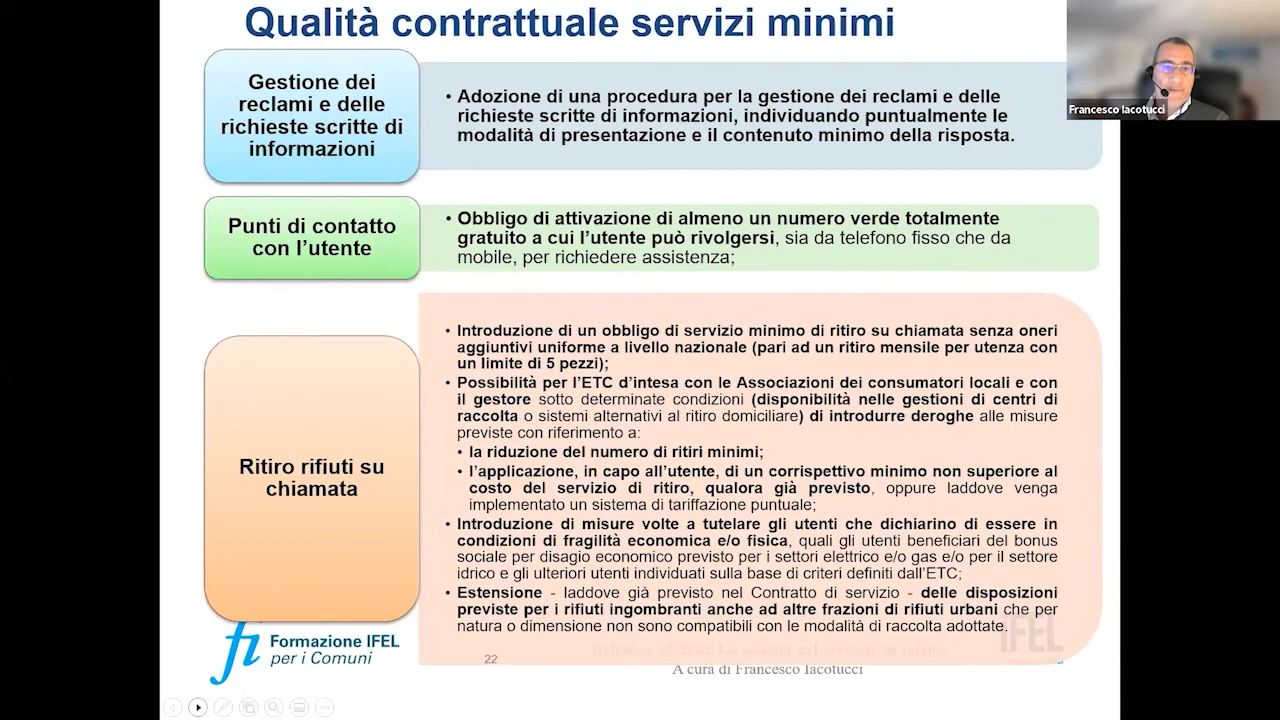 Qualità contrattuale servizi minimi
Francesco Iacotucci
Gestione dei
reclami e delle
richieste scritte di
informazioni
• Adozione di una procedura per la gestione dei reclami e delle
richieste scritte di informazioni, individuando puntualmente le
modalità di presentazione e il contenuto minimo della risposta.
Punti di contatto
con l’utente
• Obbligo di attivazione di almeno un numero verde totalmente
gratuito a cui l’utente può rivolgersi, sia da telefono fisso che da
mobile, per richiedere assistenza;
Ritiro rifiuti su
chiamata
• Introduzione di un obbligo di servizio minimo di ritiro su chiamata senza oneri
aggiuntivi uniforme a livello nazionale (pari ad un ritiro mensile per utenza con
un limite di 5 pezzi);
• Possibilità per l’ETC d’intesa con le Associazioni dei consumatori locali e con
il gestore sotto determinate condizioni (disponibilità nelle gestioni di centri di
raccolta o sistemi alternativi al ritiro domiciliare) di introdurre deroghe alle misure
previste con riferimento a:
• la riduzione del numero di ritiri minimi;
• l’applicazione, in capo all’utente, di un corrispettivo minimo non superiore al
costo del servizio di ritiro, qualora già previsto, oppure laddove venga
implementato un sistema di tariffazione puntuale;
• Introduzione di misure volte a tutelare gli utenti che dichiarino di essere in
condizioni di fragilità economica e/o fisica, quali gli utenti beneficiari del bonus
sociale per disagio economico previsto per i settori elettrico e/o gas e/o per il settore
idrico e gli ulteriori utenti individuati sulla base di criteri definiti dall’ETC;
• Estensione - laddove già previsto nel Contratto di servizio - delle disposizioni
previste per i rifiuti ingombranti anche ad altre frazioni di rifiuti urbani che per
natura o dimensione non sono compatibili con le modalità di raccolta adottate.
fi
Formazione IFEL
per i Comuni
22
IFEL
A cura di Francesco Iacotucci